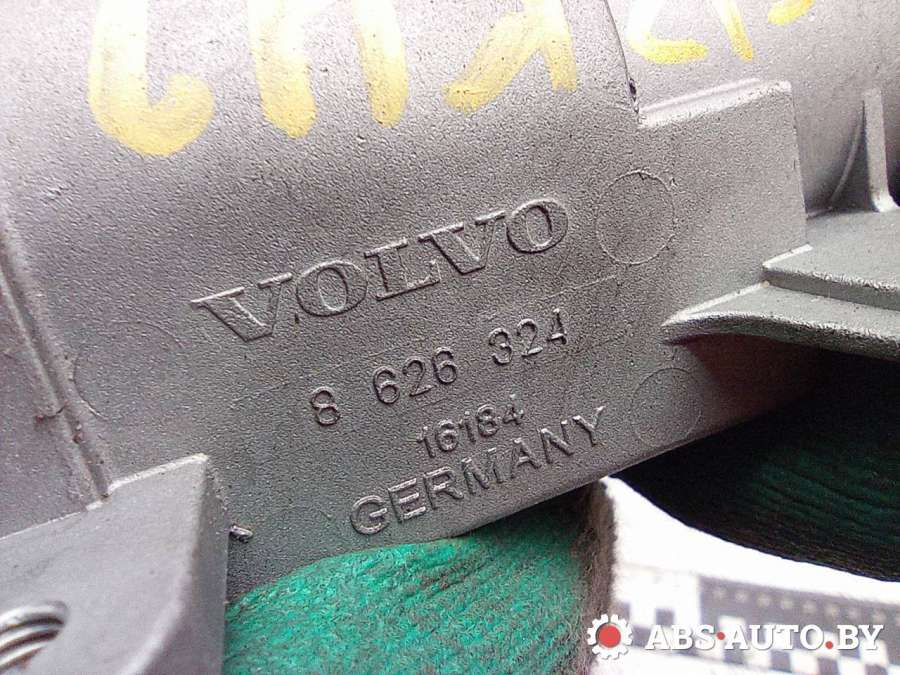 VOLVO
8 626 324
16184
GERMANY
ABS-AUTO.BY